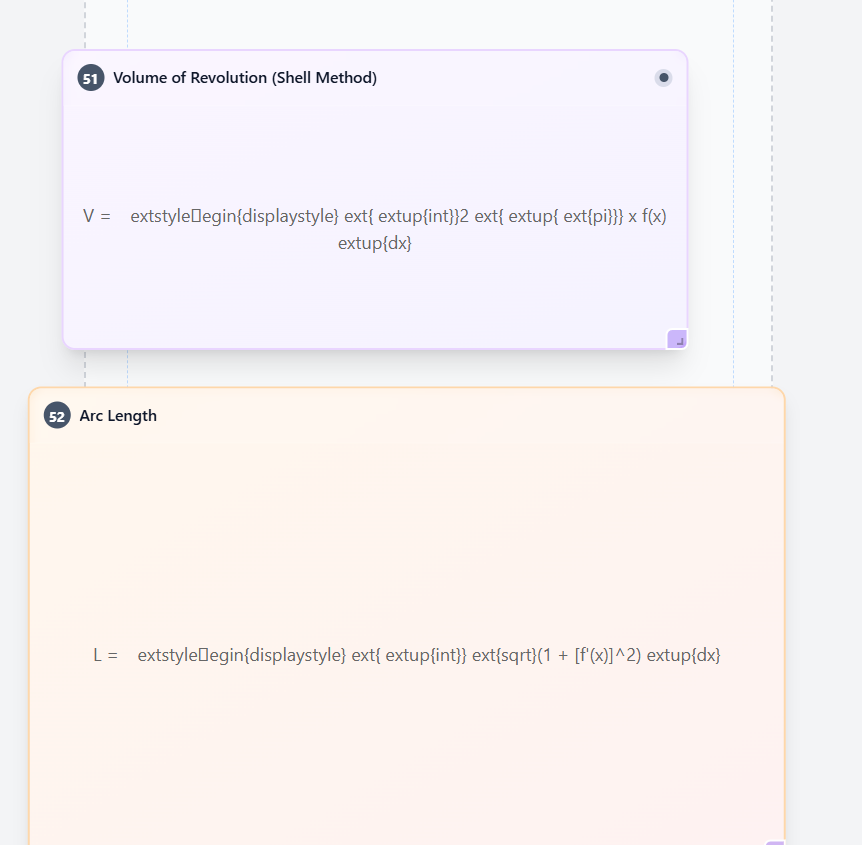 51 Volume of Revolution (Shell Method)
V = extstyle▯egin{displaystyle} ext{ extup{int}}2 ext{ extup{ ext{pi}}} x f(x)
extup{dx}
52 Arc Length
L = extstyle▯egin{displaystyle} ext{ extup{int}} ext{sqrt}(1 + [f'(x)]^2) extup{dx}